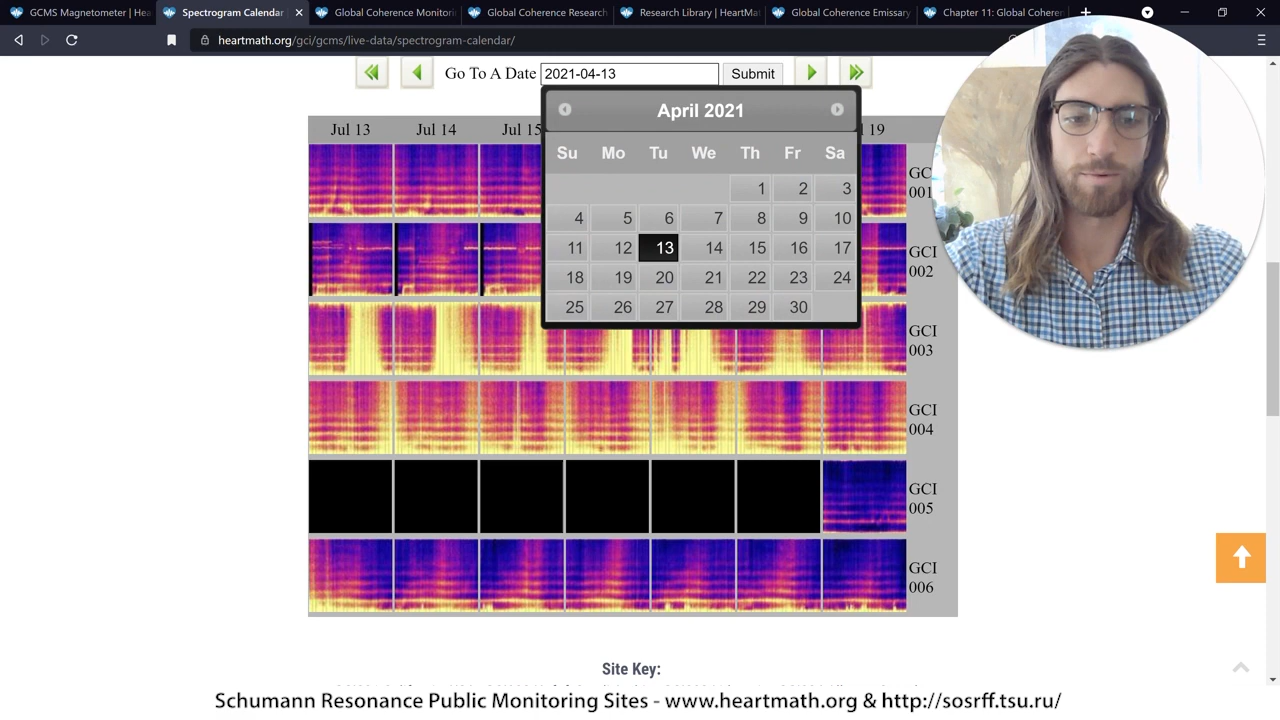 GCMS Magnetometer | Hea
Spectrogram Calendar
Global Coherence Monitori
Global Coherence Research
Research Library | HeartMat
Global Coherence Emissary
Chapter 11: Global Coheren
heartmath.org/gci/gcms/live-data/spectrogram-calendar/
Go To A Date 2021-04-13 Submit
April 2021
Su Mo Tu We Th Fr Sa
1 2 3
4 5 6 7 8 9 10
11 12 13 14 15 16 17
18 19 20 21 22 23 24
25 26 27 28 29 30
Jul 13 Jul 14 Jul 15 19
GC
001
GCI
002
GCI
003
GCI
004
GCI
005
GCI
006
Site Key:
Schumann Resonance Public Monitoring Sites - www.heartmath.org & http://sosrff.tsu.ru/